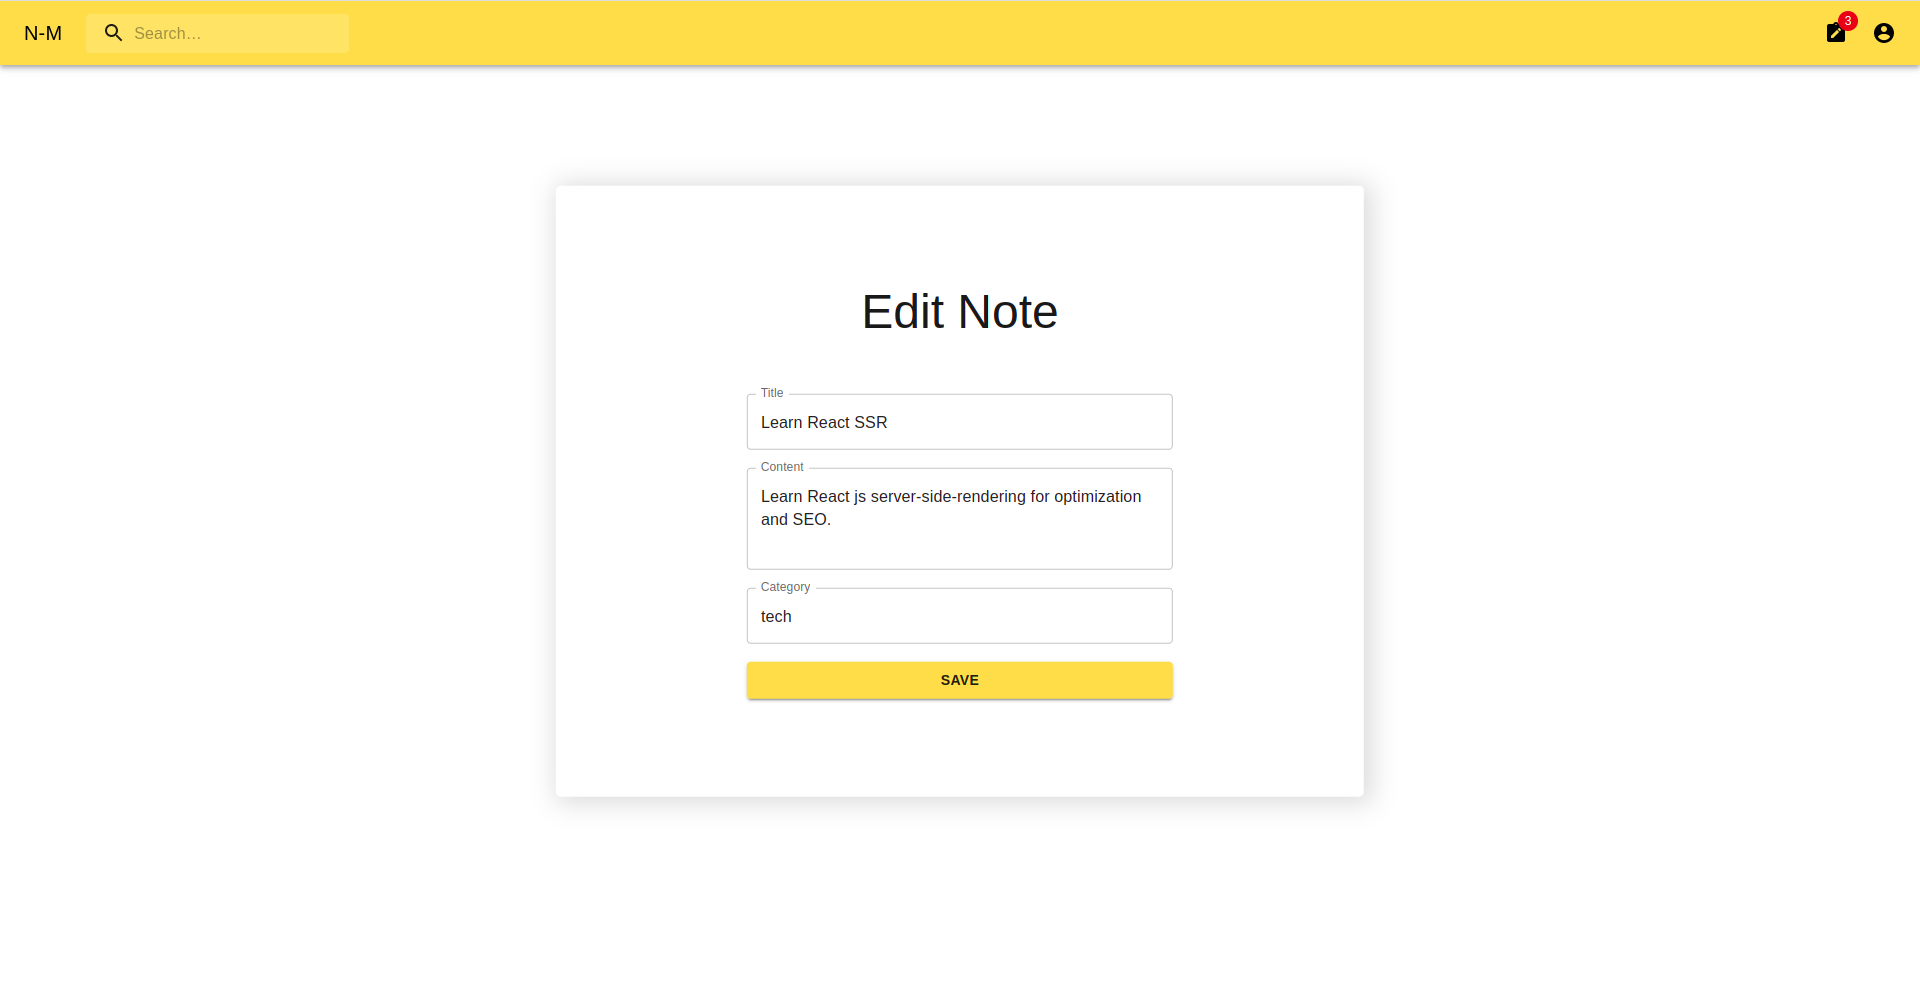 N-M
Search…
3
Edit Note
Title
Learn React SSR
Content
Learn React js server-side-rendering for optimization
and SEO.
Category
tech
SAVE